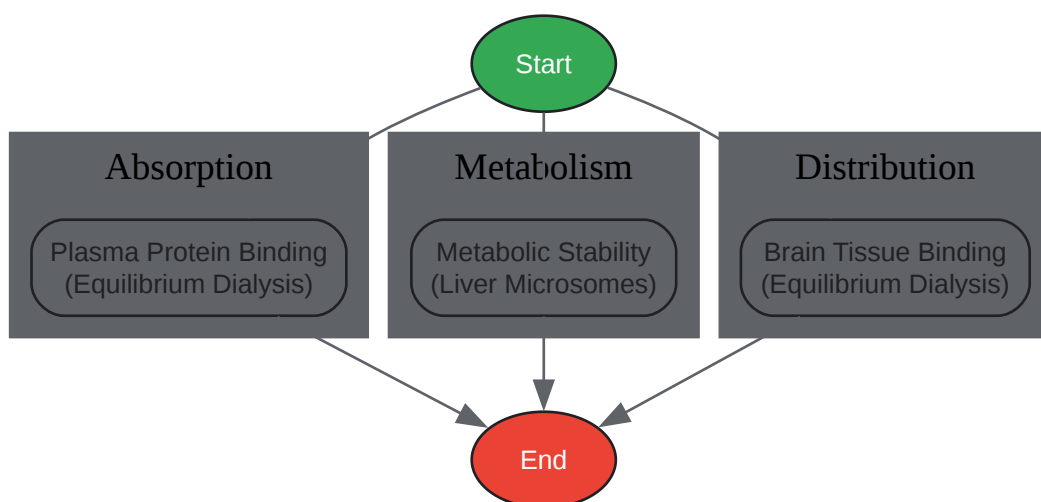 Start
Absorption
Plasma Protein Binding
(Equilibrium Dialysis)
Metabolism
Metabolic Stability
(Liver Microsomes)
Distribution
Brain Tissue Binding
(Equilibrium Dialysis)
End